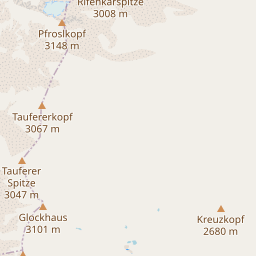 Rifenkarspitze
3008 m
Pfroslkopf
3148 m
Taufererkopf
3067 m
Tauferer
Spitze
3047 m
Glockhaus
3101 m
Kreuzkopf
2680 m